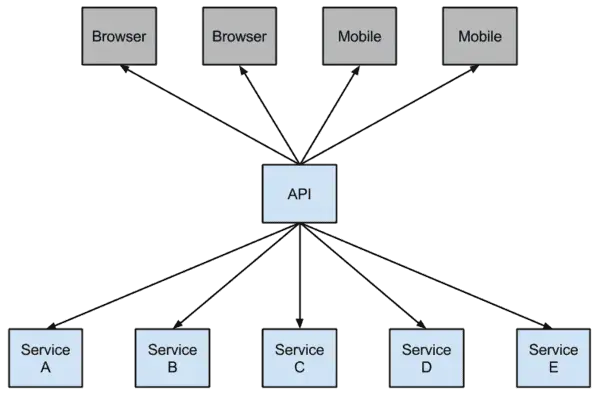 Browser
Browser
Mobile
Mobile
API
Service
A
Service
B
Service
C
Service
D
Service
E